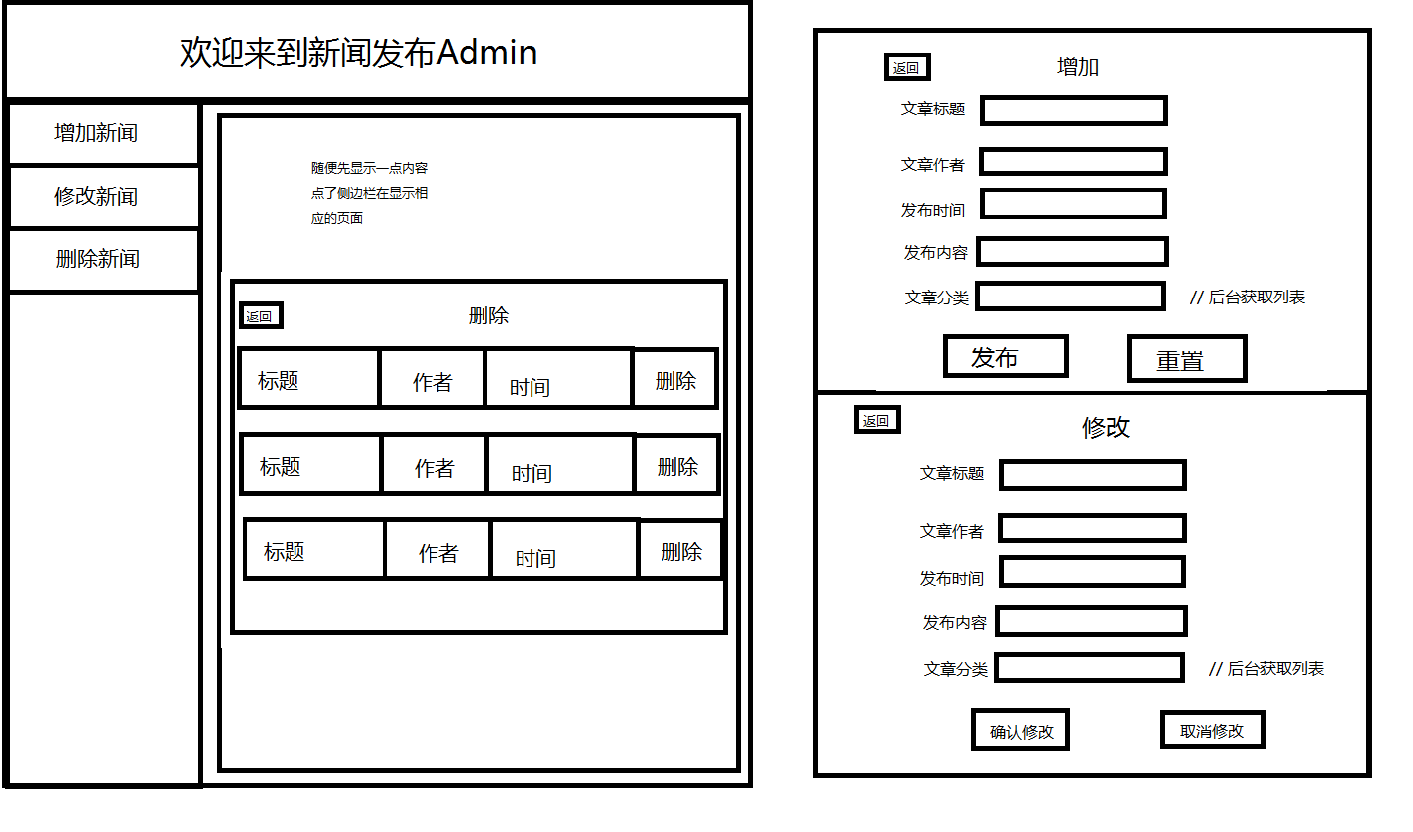 欢迎来到新闻发布Admin
增加新闻
修改新闻
删除新闻
随便先显示一点内容
点了侧边栏在显示相
应的页面
返回
删除
标题 作者 时间 删除
标题 作者 时间 删除
标题 作者 时间 删除
返回
增加
文章标题
文章作者
发布时间
发布内容
文章分类 // 后台获取列表
发布 重置
返回
修改
文章标题
文章作者
发布时间
发布内容
文章分类 // 后台获取列表
确认修改 取消修改